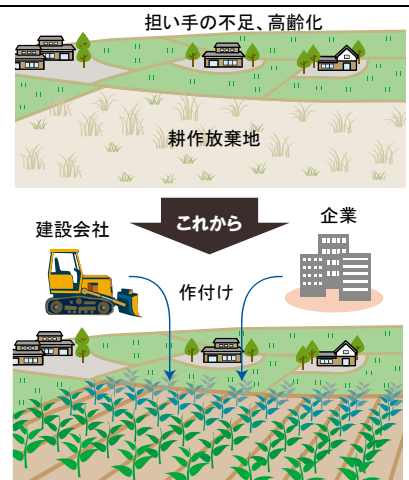 担い手の不足、高齢化
耕作放棄地
これから
建設会社
企業
作付け